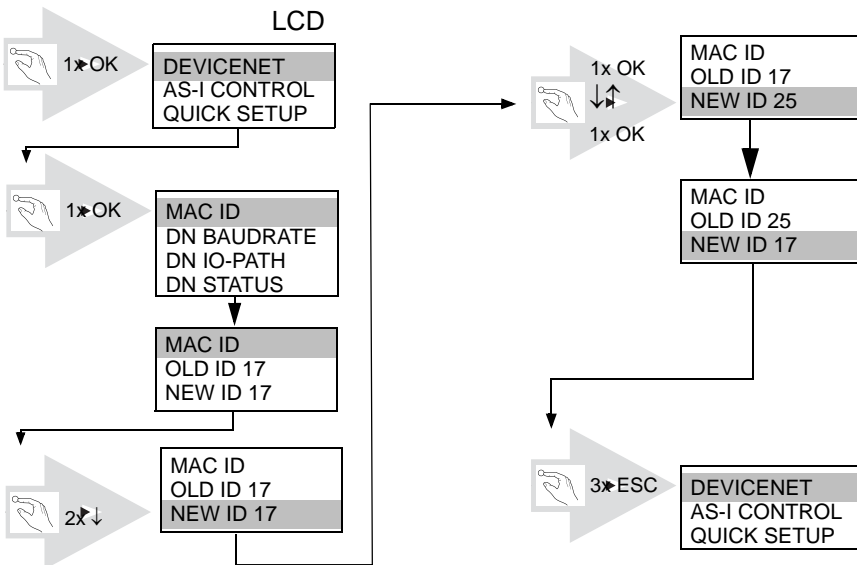 LCD
1x OK
DEVICENET
AS-I CONTROL
QUICK SETUP
1x OK
MAC ID
DN BAUDRATE
DN IO-PATH
DN STATUS
MAC ID
OLD ID 17
NEW ID 17
2x ↓
MAC ID
OLD ID 17
NEW ID 17
1x OK
↓↑
1x OK
MAC ID
OLD ID 17
NEW ID 25
MAC ID
OLD ID 25
NEW ID 17
3x ESC
DEVICENET
AS-I CONTROL
QUICK SETUP